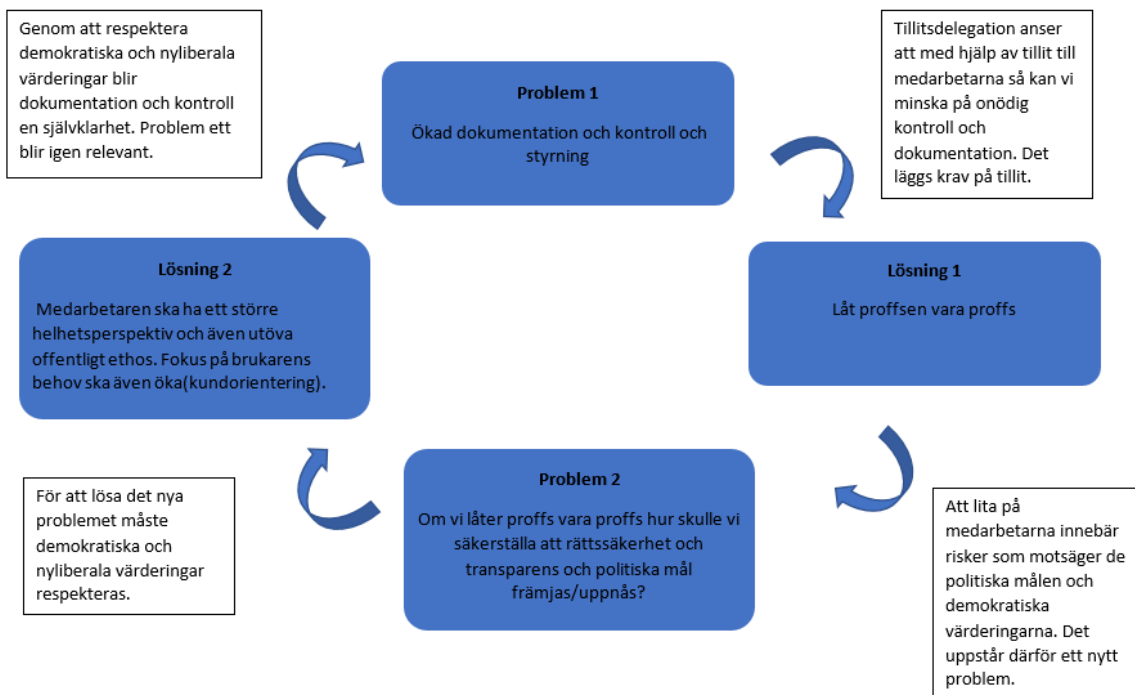 Genom att respektera
demokratiska och nyliberala
värderingar blir
dokumentation och kontroll
en självklarhet. Problem ett
blir igen relevant.
Problem 1
Ökad dokumentation och kontroll och
styrning
Tillitsdelegation anser
att med hjälp av tillit till
medarbetarna så kan vi
minska på onödig
kontroll och
dokumentation. Det
läggs krav på tillit.
Lösning 2
Medarbetaren ska ha ett större
helhetsperspektiv och även utöva
offentligt ethos. Fokus på brukarens
behov ska även öka(kundorientering).
Lösning 1
Låt proffsen vara proffs
För att lösa det nya
problemet måste
demokratiska och
nyliberala värderingar
respekteras.
Problem 2
Om vi låter proffs vara proffs hur skulle vi
säkerställa att rättssäkerhet och
transparens och politiska mål
främjas/uppnås?
Att lita på
medarbetarna innebär
risker som motsäger de
politiska målen och
demokratiska
värderingarna. Det
uppstår därför ett nytt
problem.